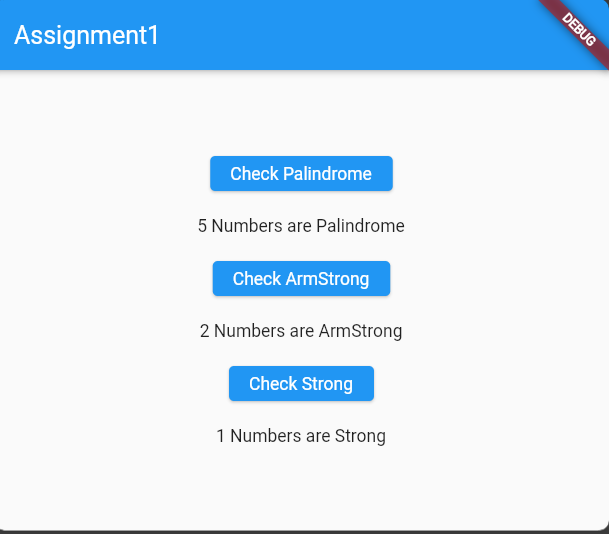 Assignment1
DEBUG
Check Palindrome
5 Numbers are Palindrome
Check ArmStrong
2 Numbers are ArmStrong
Check Strong
1 Numbers are Strong